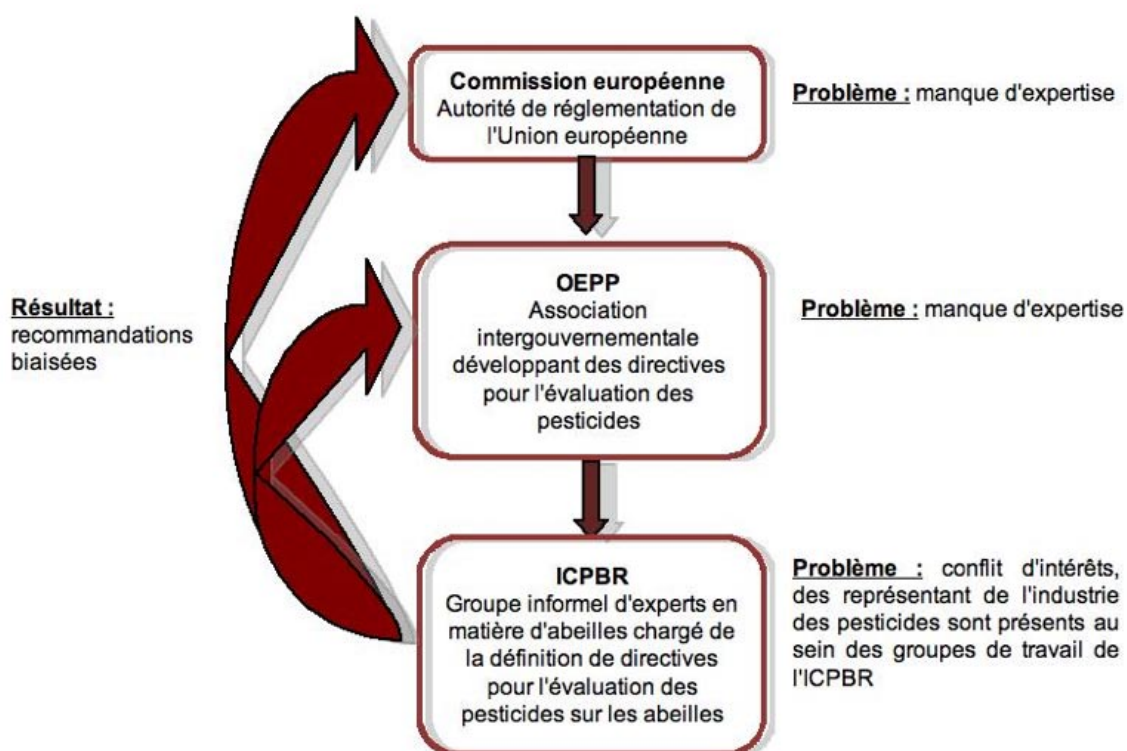 Commission européenne
Autorité de réglementation de
l'Union européenne
Problème : manque d'expertise
OEPP
Association
intergouvernementale
développant des directives
pour l'évaluation des
pesticides
Problème : manque d'expertise
Résultat :
recommandations
biaisées
ICPBR
Groupe informel d'experts en
matière d'abeilles chargé de
la définition de directives
pour l'évaluation des
pesticides sur les abeilles
Problème : conflit d'intérêts,
des représentant de l'industrie
des pesticides sont présents au
sein des groupes de travail de
l'ICPBR